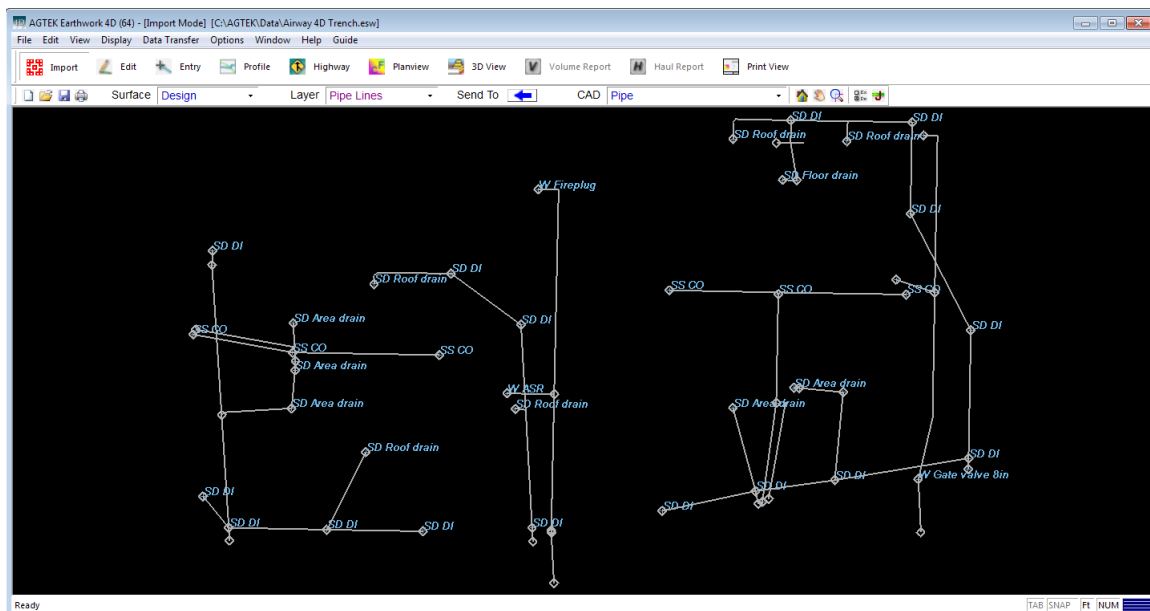 AGTEK Earthwork 4D (64) - [Import Mode] [C:\AGTEK\Data\Airway 4D Trench.esw]
File Edit View Display Data Transfer Options Window Help Guide
Import Edit Entry Profile Highway Planview 3D View Volume Report Haul Report Print View
Surface Design Layer Pipe Lines Send To CAD Pipe
SD DI SD DI
SD Roof drain SD Roof drain
SD Floor drain
W Fireplug
SD DI
SD DI
SD DI
SD Roof drain
SS CO SS CO SS CO
SD Area drain SD DI
SS CO SD DI
SS CO SS CO
SD Area drain
SD Area drain
W ASR
SD Area drain SD Roof drain SD Area drain
SD Roof drain
SD DI
W Gate valve 8in
SD DI SD DI SD DI
SD DI
SD DI SD DI SD DI SD DI
Ready TAB SNAP Ft NUM